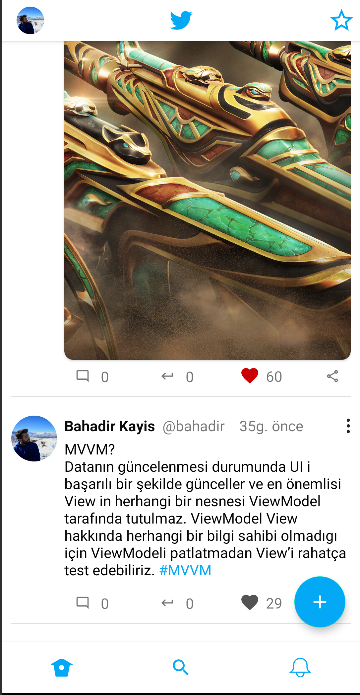 0 0 60
Bahadir Kayis @bahadir 35g. önce
MVVM?
Datanın güncelenmesi durumunda UI i
başarılı bir şekilde günceller ve en önemlisi
View in herhangi bir nesnesi ViewModel
tarafında tutulmaz. ViewModel View
hakkında herhangi bir bilgi sahibi olmadıgı
için ViewModeli patlatmadan View’i rahatça
test edebiliriz. #MVVM
0 0 29